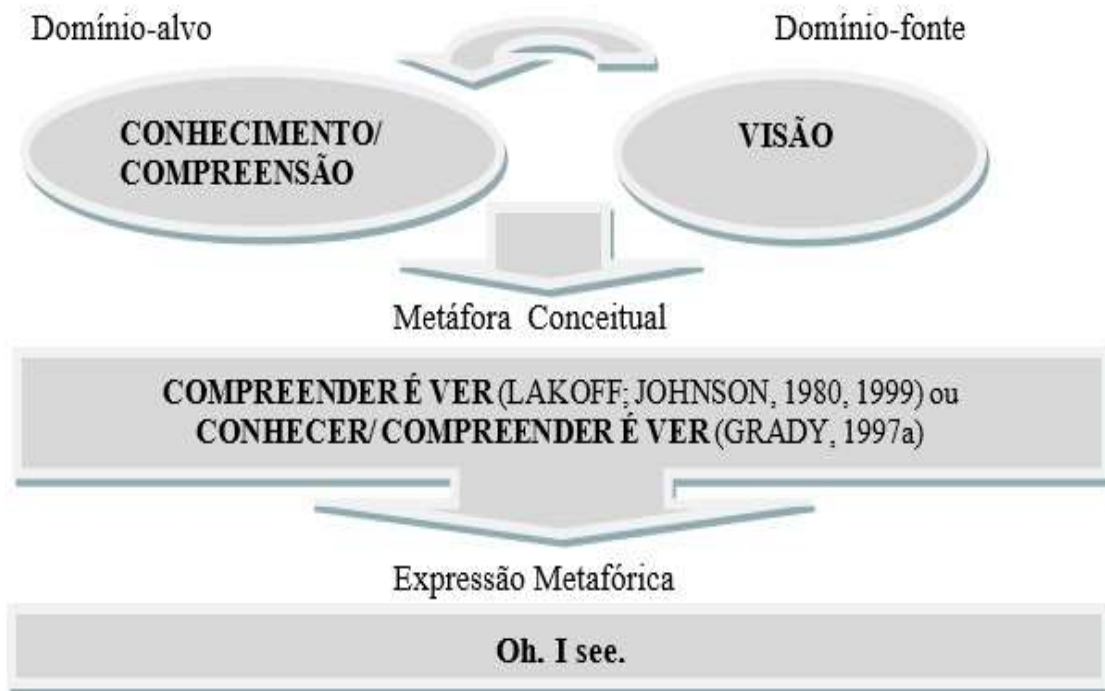 Domínio-alvo
Domínio-fonte
CONHECIMENTO/
COMPREENSÃO
VISÃO
Metáfora Conceitual
COMPREENDER É VER (LAKOFF; JOHNSON, 1980, 1999) ou
CONHECER/ COMPREENDER É VER (GRADY, 1997a)
Expressão Metafórica
Oh. I see.